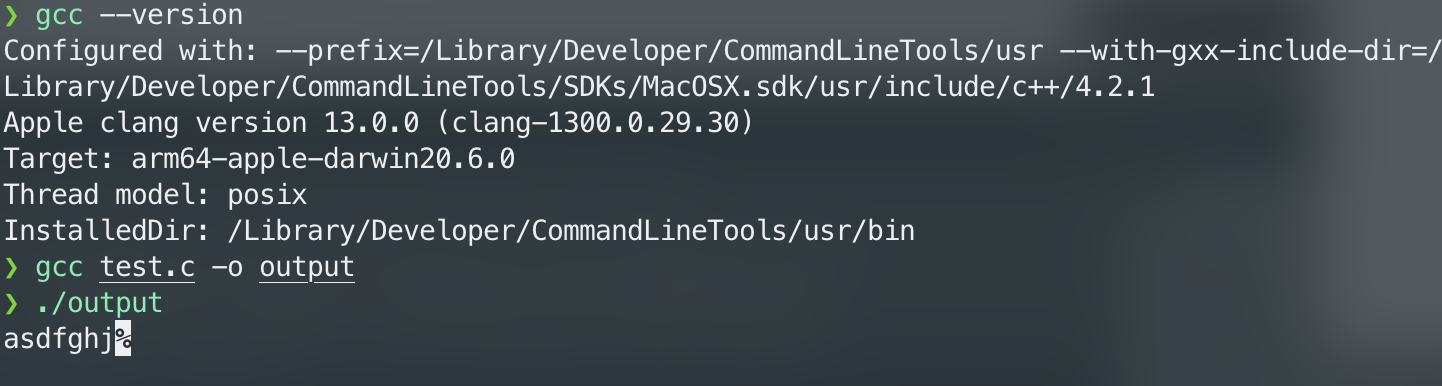 ❯ gcc --version
Configured with: --prefix=/Library/Developer/CommandLineTools/usr --with-gxx-include-dir=/
Library/Developer/CommandLineTools/SDKs/MacOSX.sdk/usr/include/c++/4.2.1
Apple clang version 13.0.0 (clang-1300.0.29.30)
Target: arm64-apple-darwin20.6.0
Thread model: posix
InstalledDir: /Library/Developer/CommandLineTools/usr/bin
❯ gcc test.c -o output
❯ ./output
asdfghj%